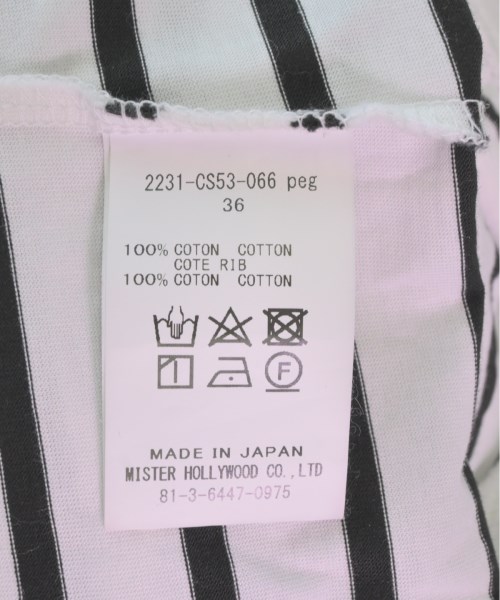 2231-CS53-066 peg
36
100% COTON COTTON
COTE RIB
100% COTON COTTON
F
MADE IN JAPAN
MISTER HOLLYWOOD CO.,LTD
81-3-6447-0975